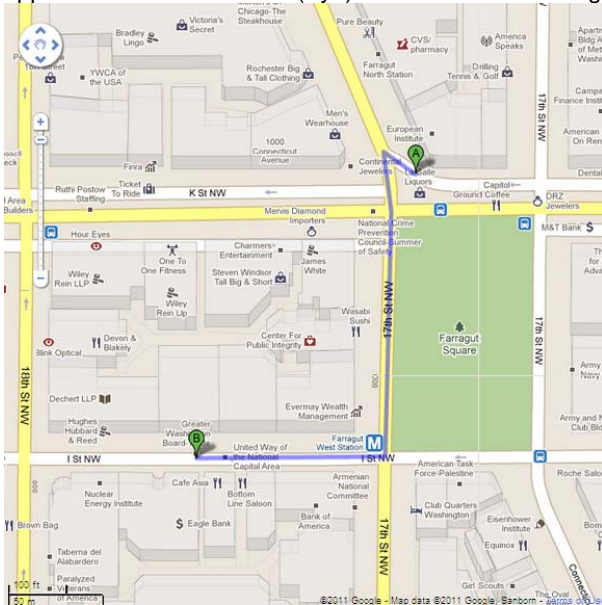 Victoria's
Secret
Chicago-The
Steakhouse
Bradley
Lingo
YWCA of
the USA
Rochester Big
& Tall Clothing
Pure Beauty
CVS/
pharmacy
America
Speaks
Farragut
North Station
Drilling
Tennis & Golf
17th St NW
Men's
Wearhouse
1000
Connecticut
Avenue
European
Institute
A
Continental
Jewelers
LaSalle
Liquors
Finra
Ticket
To Ride
Ruthi Postow
Staffing
K St NW
Capitol
Ground Coffee
DRZ
Jewelers
Mervis Diamond
Importers
M&T Bank
Hour Eyes
National Crime
Prevention
Council-Summer
of Safety
Charmers
Entertainment
James
White
One To
One Fitness
Steven Windsor
Tall Big & Short
Wiley
Rein LLP
Wiley
Rein Llp
Wasabi
Sushi
Center For
Public Integrity
Devon &
Blakely
Blink Optical
17th St NW
Farragut
Square
17th St NW
18th St NW
Dechert LLP
Evermay Wealth
Management
Hughes
Hubbard
& Reed
B
Greater
Washington
Board
United Way of
the National
Capital Area
Farragut
West Station
M
I St NW
I St NW
American Task
Force-Palestine
Cafe Asia
Bottom
Line Saloon
Armenian
National
Committee
Nuclear
Energy Institute
Eagle Bank
Bank of
America
Club Quarters
Washington
Eisenhower
Institute
Brown Bag
Equinox
17th St NW
Taberna del
Alabardero
Paralyzed
Veterans
of America
Girl Scouts
The Oval
100 ft
50 m
©2011 Google - Map data ©2011 Google, Sanborn - Terms of Use